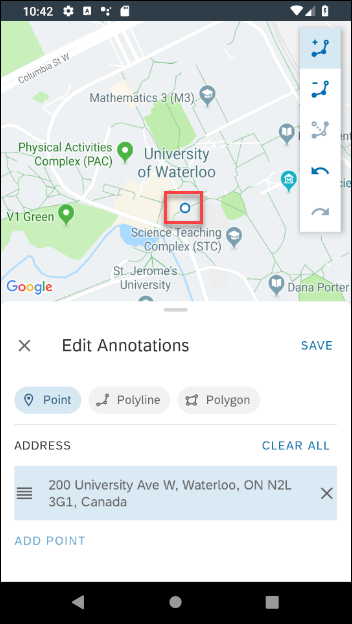 10:42
Columbia St W
Mathematics 3 (M3)
Physical Activities
Complex (PAC)
University
of Waterloo
V1 Green
Science Teaching
Complex (STC)
St. Jerome's
University
Google
Dana Porter
Edit Annotations
SAVE
Point
Polyline
Polygon
ADDRESS
CLEAR ALL
200 University Ave W, Waterloo, ON N2L
3G1, Canada
ADD POINT